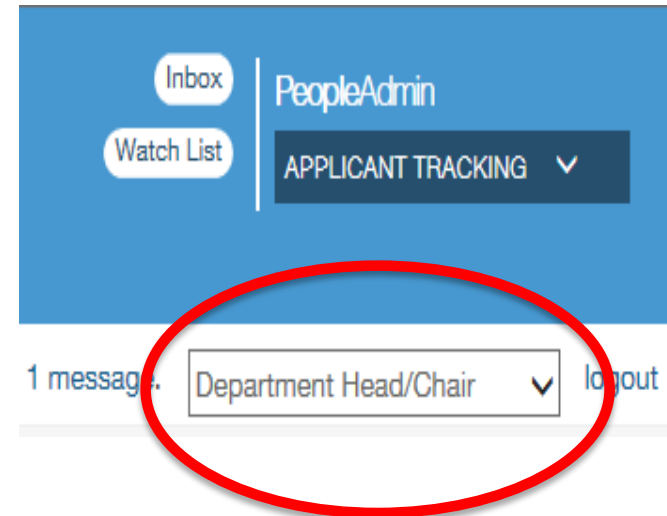 Inbox
PeopleAdmin
Watch List
APPLICANT TRACKING
1 message. Department Head/Chair logout